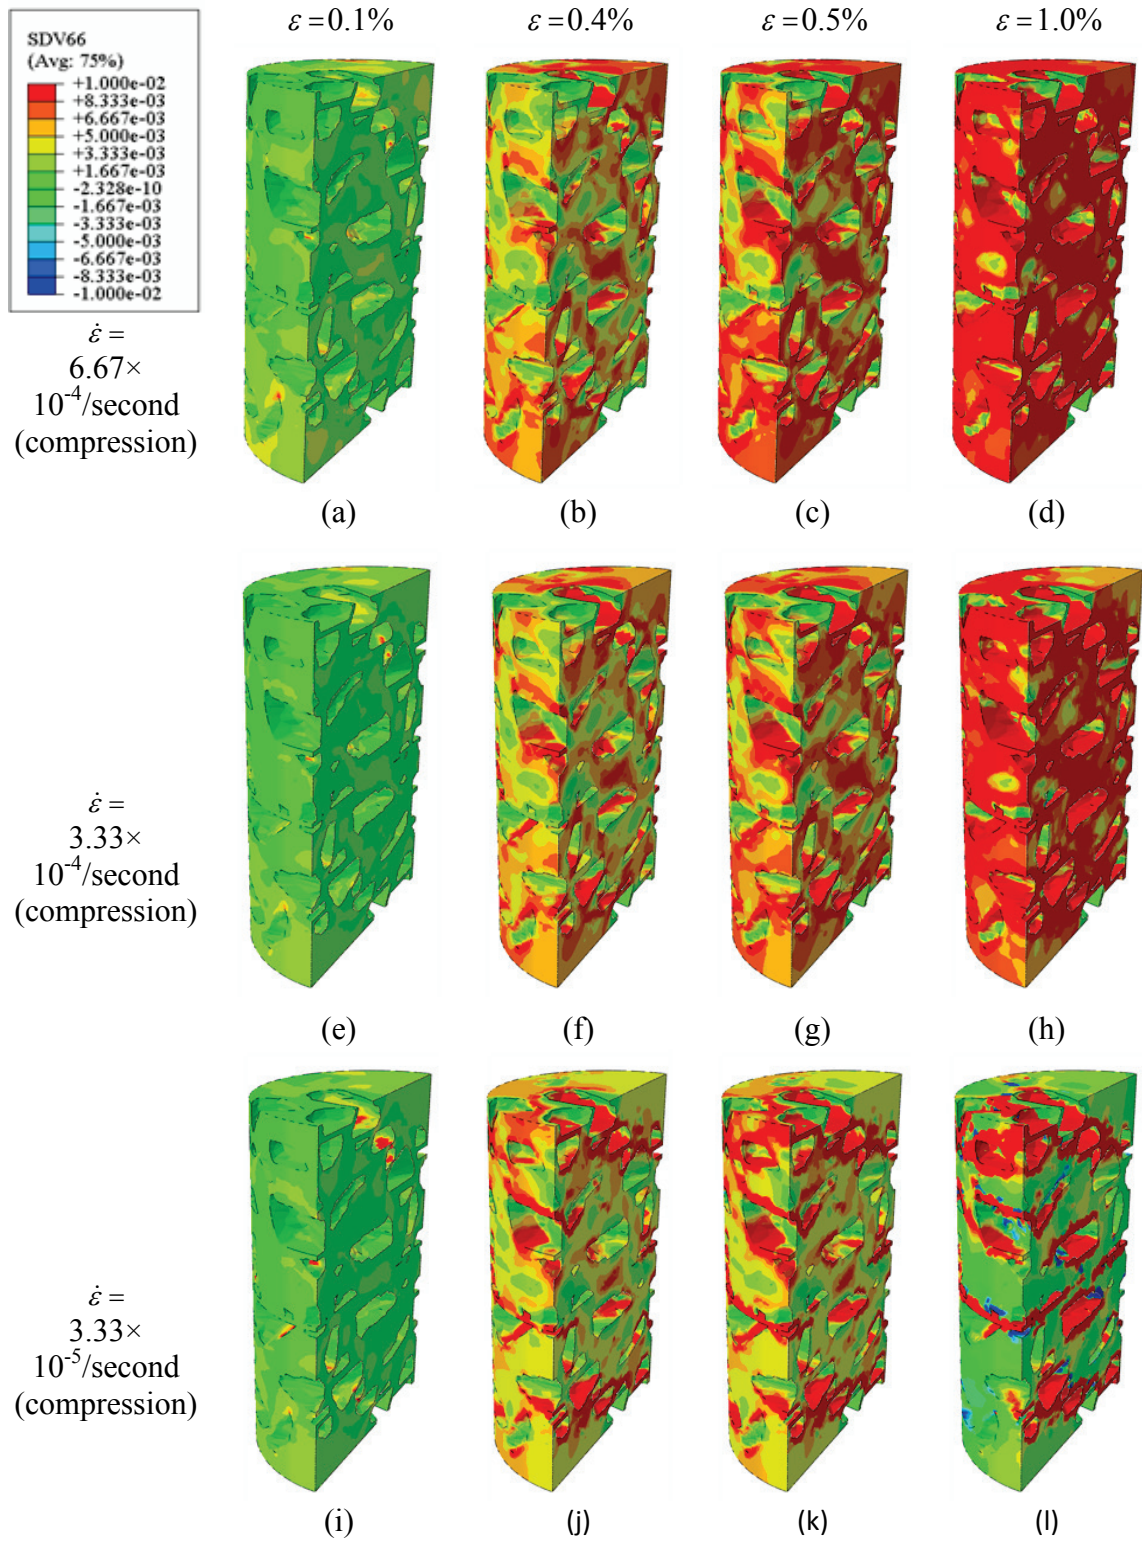 ε = 0.1% ε = 0.4% ε = 0.5% ε = 1.0%
SDV66
(Avg: 75%)
+1.000e-02
+8.333e-03
+6.667e-03
+5.000e-03
+3.333e-03
+1.667e-03
-2.328e-10
-1.667e-03
-3.333e-03
-5.000e-03
-6.667e-03
-8.333e-03
-1.000e-02
ε̇ =
6.67×
10⁻⁴/second
(compression)
(a) (b) (c) (d)
ε̇ =
3.33×
10⁻⁴/second
(compression)
(e) (f) (g) (h)
ε̇ =
3.33×
10⁻⁵/second
(compression)
(i) (j) (k) (l)